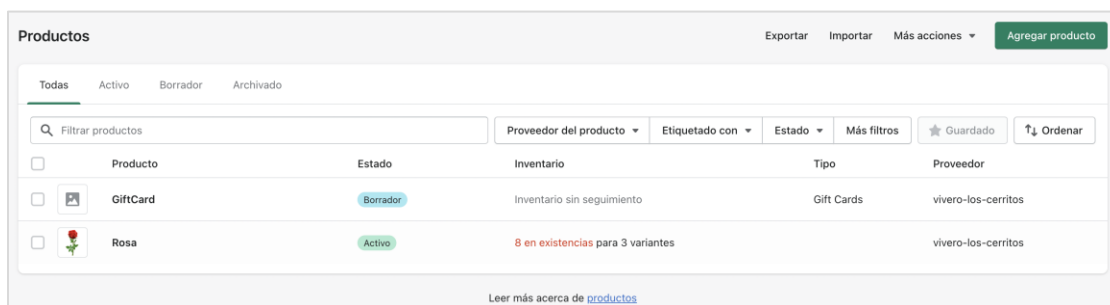 Productos Exportar Importar Más acciones Agregar producto
Todas Activo Borrador Archivado
Filtrar productos Proveedor del producto Etiquetado con Estado Más filtros Guardado Ordenar
Producto Estado Inventario Tipo Proveedor
GiftCard Borrador Inventario sin seguimiento Gift Cards vivero-los-cerritos
Rosa Activo 8 en existencias para 3 variantes vivero-los-cerritos
Leer más acerca de productos